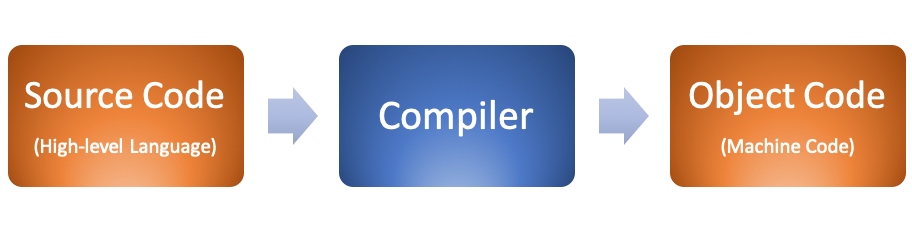 Source Code
(High-level Language)
Compiler
Object Code
(Machine Code)